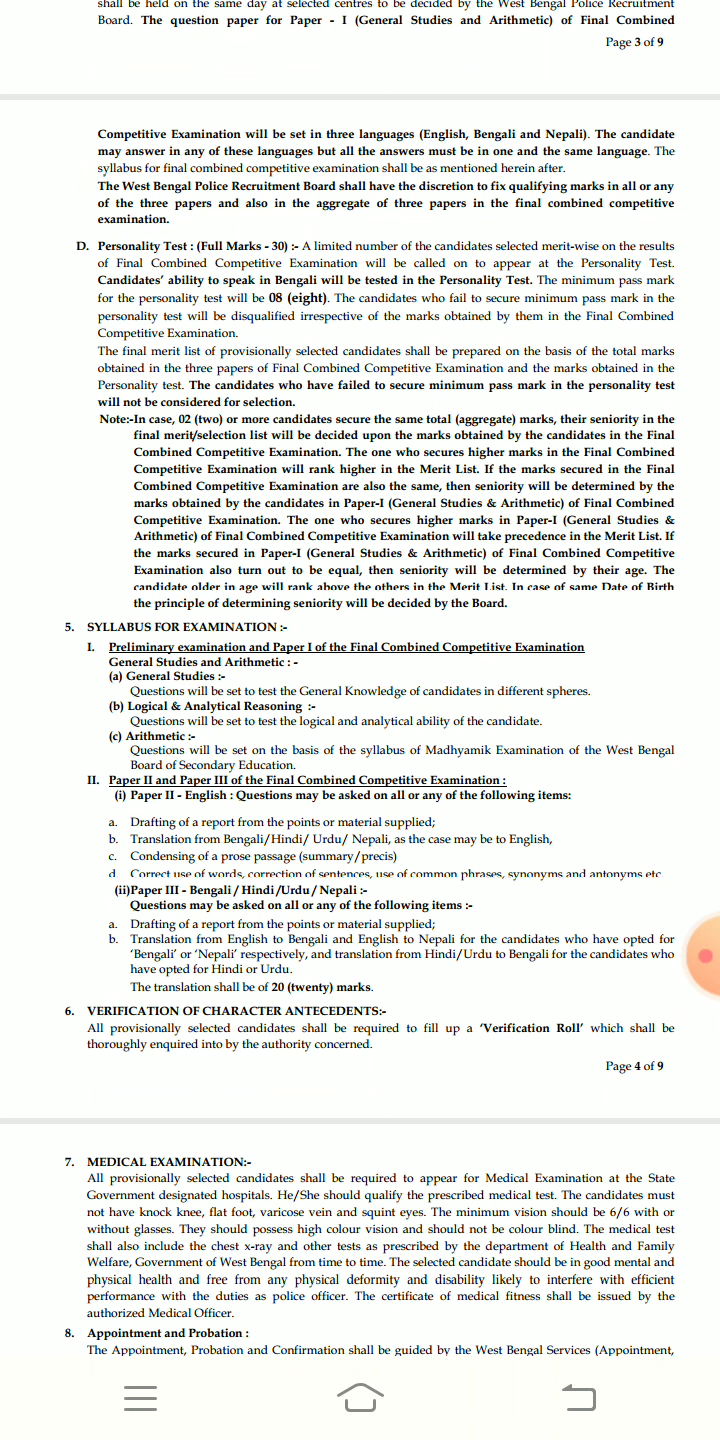 shall be held on the same day at selected centres to be decided by the West Bengal Police Recruitment
Board. The question paper for Paper - I (General Studies and Arithmetic) of Final Combined
Page 3 of 9
Competitive Examination will be set in three languages (English, Bengali and Nepali). The candidate
may answer in any of these languages but all the answers must be in one and the same language. The
syllabus for final combined competitive examination shall be as mentioned herein after.
The West Bengal Police Recruitment Board shall have the discretion to fix qualifying marks in all or any
of the three papers and also in the aggregate of three papers in the final combined competitive
examination.
D. Personality Test : (Full Marks - 30) :- A limited number of the candidates selected merit-wise on the results
of Final Combined Competitive Examination will be called on to appear at the Personality Test.
Candidates’ ability to speak in Bengali will be tested in the Personality Test. The minimum pass mark
for the personality test will be 08 (eight). The candidates who fail to secure minimum pass mark in the
personality test will be disqualified irrespective of the marks obtained by them in the Final Combined
Competitive Examination.
The final merit list of provisionally selected candidates shall be prepared on the basis of the total marks
obtained in the three papers of Final Combined Competitive Examination and the marks obtained in the
Personality test. The candidates who have failed to secure minimum pass mark in the personality test
will not be considered for selection.
Note:-In case, 02 (two) or more candidates secure the same total (aggregate) marks, their seniority in the
final merit/selection list will be decided upon the marks obtained by the candidates in the Final
Combined Competitive Examination. The one who secures higher marks in the Final Combined
Competitive Examination will rank higher in the Merit List. If the marks secured in the Final
Combined Competitive Examination are also the same, then seniority will be determined by the
marks obtained by the candidates in Paper-I (General Studies & Arithmetic) of Final Combined
Competitive Examination. The one who secures higher marks in Paper-I (General Studies &
Arithmetic) of Final Combined Competitive Examination will take precedence in the Merit List. If
the marks secured in Paper-I (General Studies & Arithmetic) of Final Combined Competitive
Examination also turn out to be equal, then seniority will be determined by their age. The
candidate older in age will rank above the others in the Merit List. In case of same Date of Birth
the principle of determining seniority will be decided by the Board.
5. SYLLABUS FOR EXAMINATION :-
I. Preliminary examination and Paper I of the Final Combined Competitive Examination
General Studies and Arithmetic : -
(a) General Studies :-
Questions will be set to test the General Knowledge of candidates in different spheres.
(b) Logical & Analytical Reasoning :-
Questions will be set to test the logical and analytical ability of the candidate.
(c) Arithmetic :-
Questions will be set on the basis of the syllabus of Madhyamik Examination of the West Bengal
Board of Secondary Education.
II. Paper II and Paper III of the Final Combined Competitive Examination :
(i) Paper II - English : Questions may be asked on all or any of the following items:
a. Drafting of a report from the points or material supplied;
b. Translation from Bengali/Hindi/ Urdu/ Nepali, as the case may be to English,
c. Condensing of a prose passage (summary/precis)
d Correct use of words, correction of sentences, use of common phrases, synonyms and antonyms etc
(ii)Paper III - Bengali / Hindi /Urdu / Nepali :-
Questions may be asked on all or any of the following items :-
a. Drafting of a report from the points or material supplied;
b. Translation from English to Bengali and English to Nepali for the candidates who have opted for
‘Bengali’ or ‘Nepali’ respectively, and translation from Hindi/Urdu to Bengali for the candidates who
have opted for Hindi or Urdu.
The translation shall be of 20 (twenty) marks.
6. VERIFICATION OF CHARACTER ANTECEDENTS:-
All provisionally selected candidates shall be required to fill up a ‘Verification Roll’ which shall be
thoroughly enquired into by the authority concerned.
Page 4 of 9
7. MEDICAL EXAMINATION:-
All provisionally selected candidates shall be required to appear for Medical Examination at the State
Government designated hospitals. He/She should qualify the prescribed medical test. The candidates must
not have knock knee, flat foot, varicose vein and squint eyes. The minimum vision should be 6/6 with or
without glasses. They should possess high colour vision and should not be colour blind. The medical test
shall also include the chest x-ray and other tests as prescribed by the department of Health and Family
Welfare, Government of West Bengal from time to time. The selected candidate should be in good mental and
physical health and free from any physical deformity and disability likely to interfere with efficient
performance with the duties as police officer. The certificate of medical fitness shall be issued by the
authorized Medical Officer.
8. Appointment and Probation :
The Appointment, Probation and Confirmation shall be guided by the West Bengal Services (Appointment,